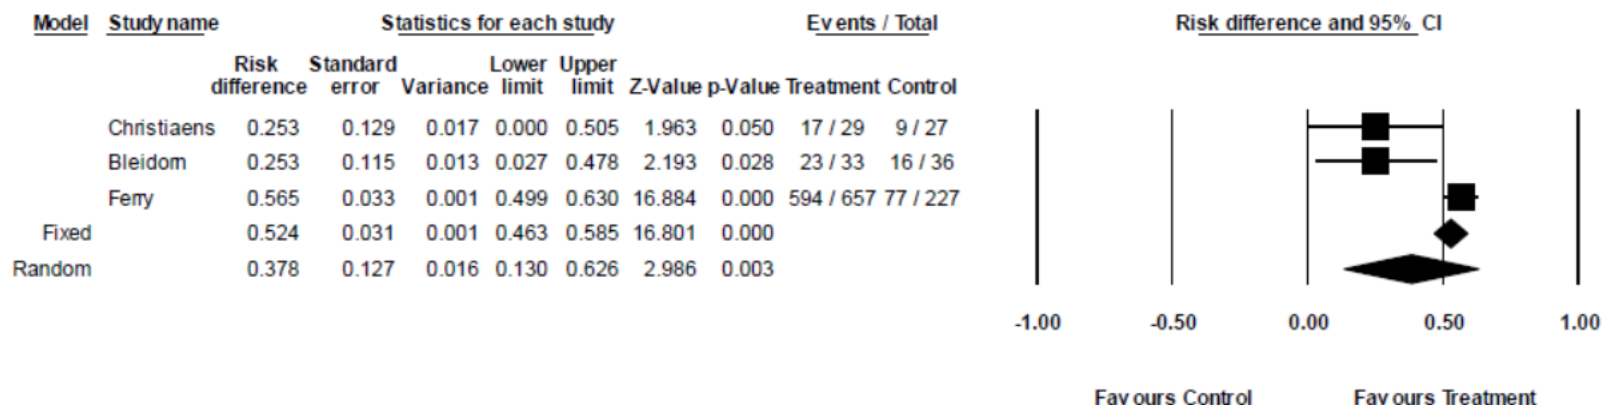 Model Study name Statistics for each study Events / Total Risk difference and 95% CI
Risk Standard Lower Upper
difference error Variance limit limit Z-Value p-Value Treatment Control
Christiaens 0.253 0.129 0.017 0.000 0.505 1.963 0.050 17 / 29 9 / 27
Bleidorn 0.253 0.115 0.013 0.027 0.478 2.193 0.028 23 / 33 16 / 36
Ferry 0.565 0.033 0.001 0.499 0.630 16.884 0.000 594 / 657 77 / 227
Fixed 0.524 0.031 0.001 0.463 0.585 16.801 0.000
Random 0.378 0.127 0.016 0.130 0.626 2.986 0.003
-1.00 -0.50 0.00 0.50 1.00
Favours Control Favours Treatment